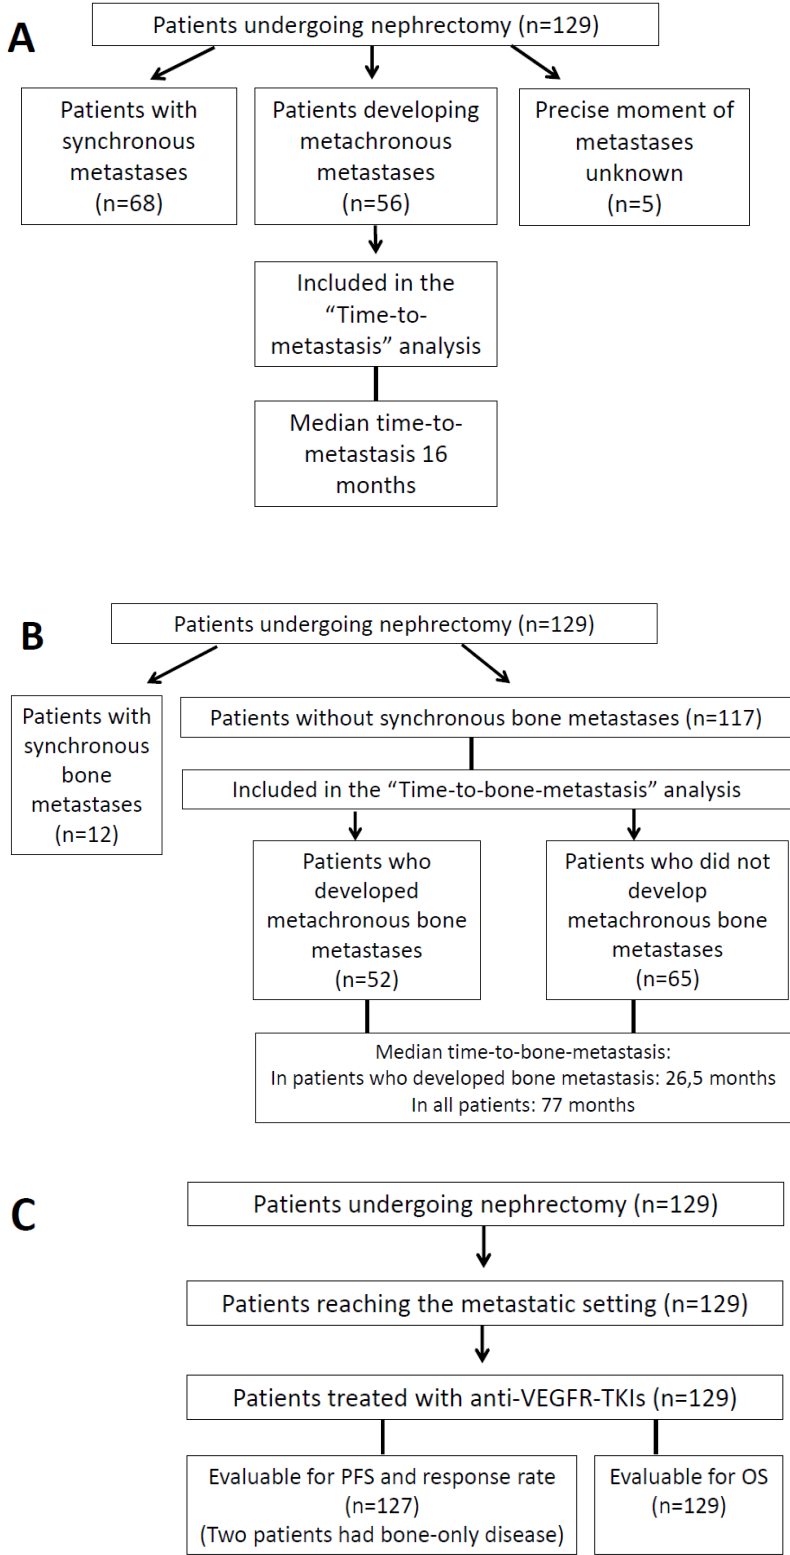 A
Patients undergoing nephrectomy (n=129)
Patients with
synchronous
metastases
(n=68)
Patients developing
metachronous
metastases
(n=56)
Precise moment of
metastases
unknown
(n=5)
Included in the
“Time-to-
metastasis” analysis
Median time-to-
metastasis 16
months
B
Patients undergoing nephrectomy (n=129)
Patients with
synchronous
bone
metastases
(n=12)
Patients without synchronous bone metastases (n=117)
Included in the “Time-to-bone-metastasis” analysis
Patients who
developed
metachronous bone
metastases
(n=52)
Patients who did not
develop
metachronous bone
metastases
(n=65)
Median time-to-bone-metastasis:
In patients who developed bone metastasis: 26,5 months
In all patients: 77 months
C
Patients undergoing nephrectomy (n=129)
Patients reaching the metastatic setting (n=129)
Patients treated with anti-VEGFR-TKIs (n=129)
Evaluable for PFS and response rate
(n=127)
(Two patients had bone-only disease)
Evaluable for OS
(n=129)